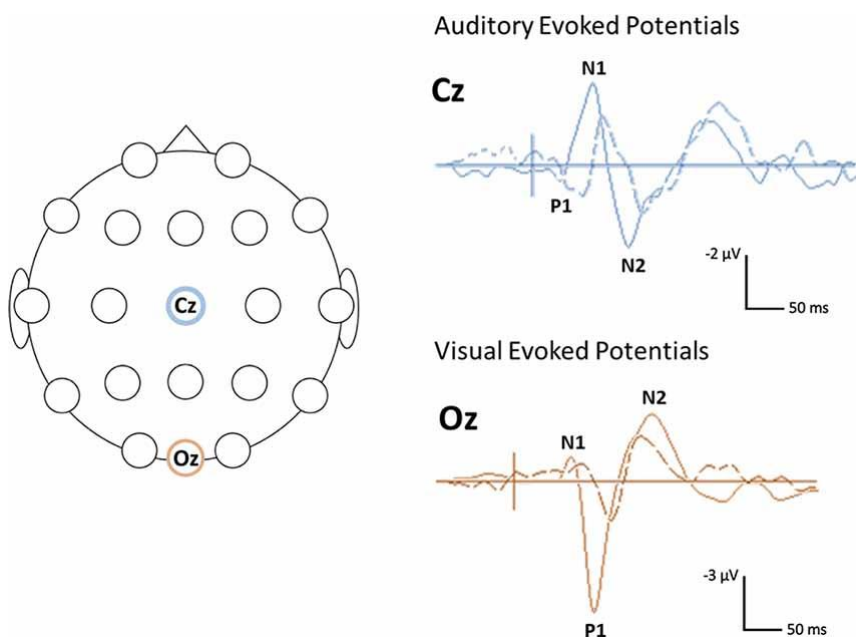 Auditory Evoked Potentials
Cz
N1
P1
N2
-2 µV
50 ms
Cz
Oz
Visual Evoked Potentials
Oz
N1
N2
P1
-3 µV
50 ms